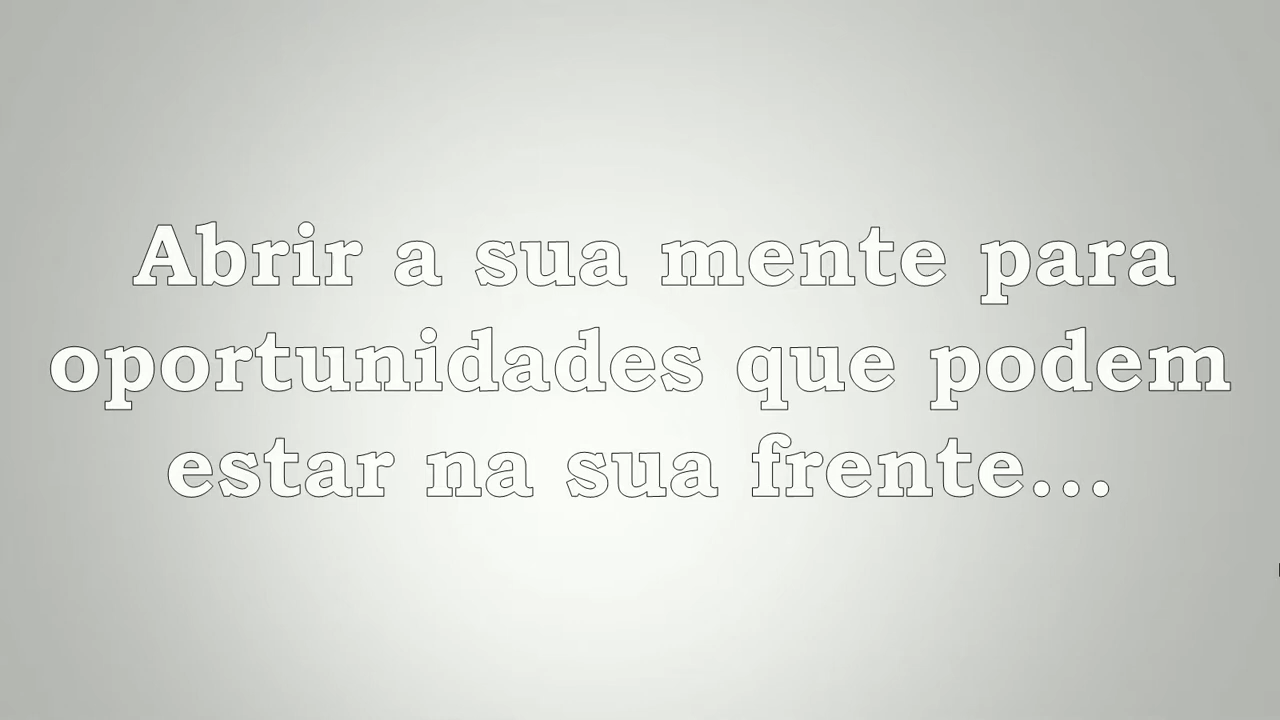 Abrir a sua mente para
oportunidades que podem
estar na sua frente...